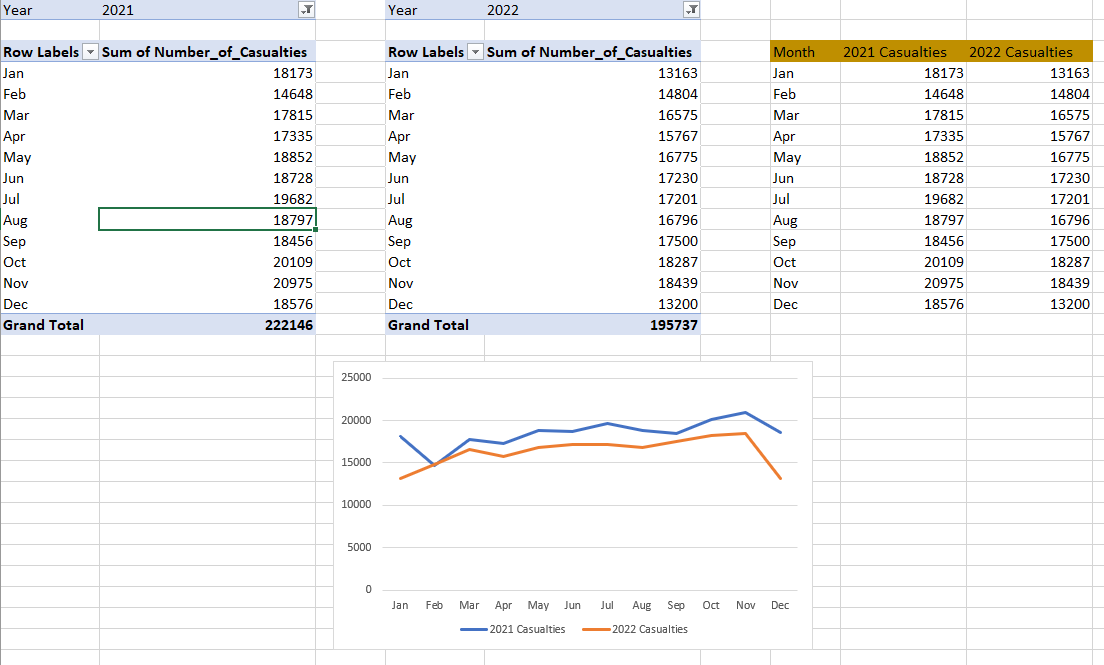 Year 2021 Year 2022
Row Labels Sum of Number_of_Casualties Row Labels Sum of Number_of_Casualties Month 2021 Casualties 2022 Casualties
Jan 18173 Jan 13163 Jan 18173 13163
Feb 14648 Feb 14804 Feb 14648 14804
Mar 17815 Mar 16575 Mar 17815 16575
Apr 17335 Apr 15767 Apr 17335 15767
May 18852 May 16775 May 18852 16775
Jun 18728 Jun 17230 Jun 18728 17230
Jul 19682 Jul 17201 Jul 19682 17201
Aug 18797 Aug 16796 Aug 18797 16796
Sep 18456 Sep 17500 Sep 18456 17500
Oct 20109 Oct 18287 Oct 20109 18287
Nov 20975 Nov 18439 Nov 20975 18439
Dec 18576 Dec 13200 Dec 18576 13200
Grand Total 222146 Grand Total 195737
25000
20000
15000
10000
5000
0
Jan Feb Mar Apr May Jun Jul Aug Sep Oct Nov Dec
2021 Casualties 2022 Casualties